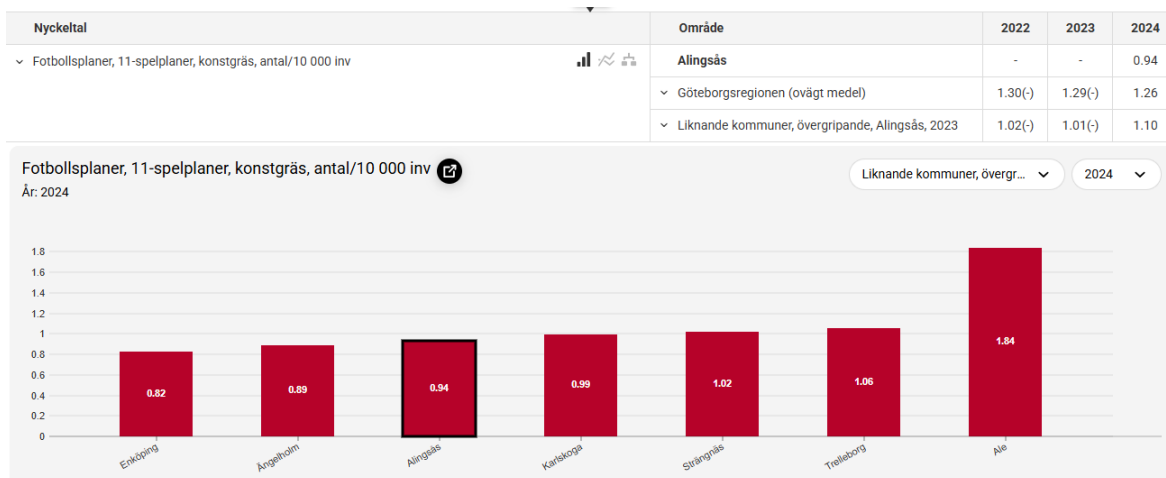 Nyckeltal Område 2022 2023 2024
Fotbollsplaner, 11-spelplaner, konstgräs, antal/10 000 inv Alingsås - - 0.94
Göteborgsregionen (ovägt medel) 1.30(-) 1.29(-) 1.26
Liknande kommuner, övergripande, Alingsås, 2023 1.02(-) 1.01(-) 1.10
Fotbollsplaner, 11-spelplaner, konstgräs, antal/10 000 inv
År: 2024
Liknande kommuner, övergr... 2024
1.8
1.6
1.4
1.2
1
0.8
0.6
0.4
0.2
0
0.82 0.89 0.94 0.99 1.02 1.06 1.84
Enköping Ängelholm Alingsås Karlskoga Strängnäs Trelleborg Ale